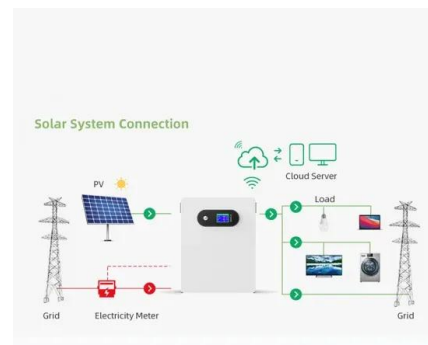 Solar System Connection
PV
Cloud Server
Load
Grid
Electricity Meter
Grid